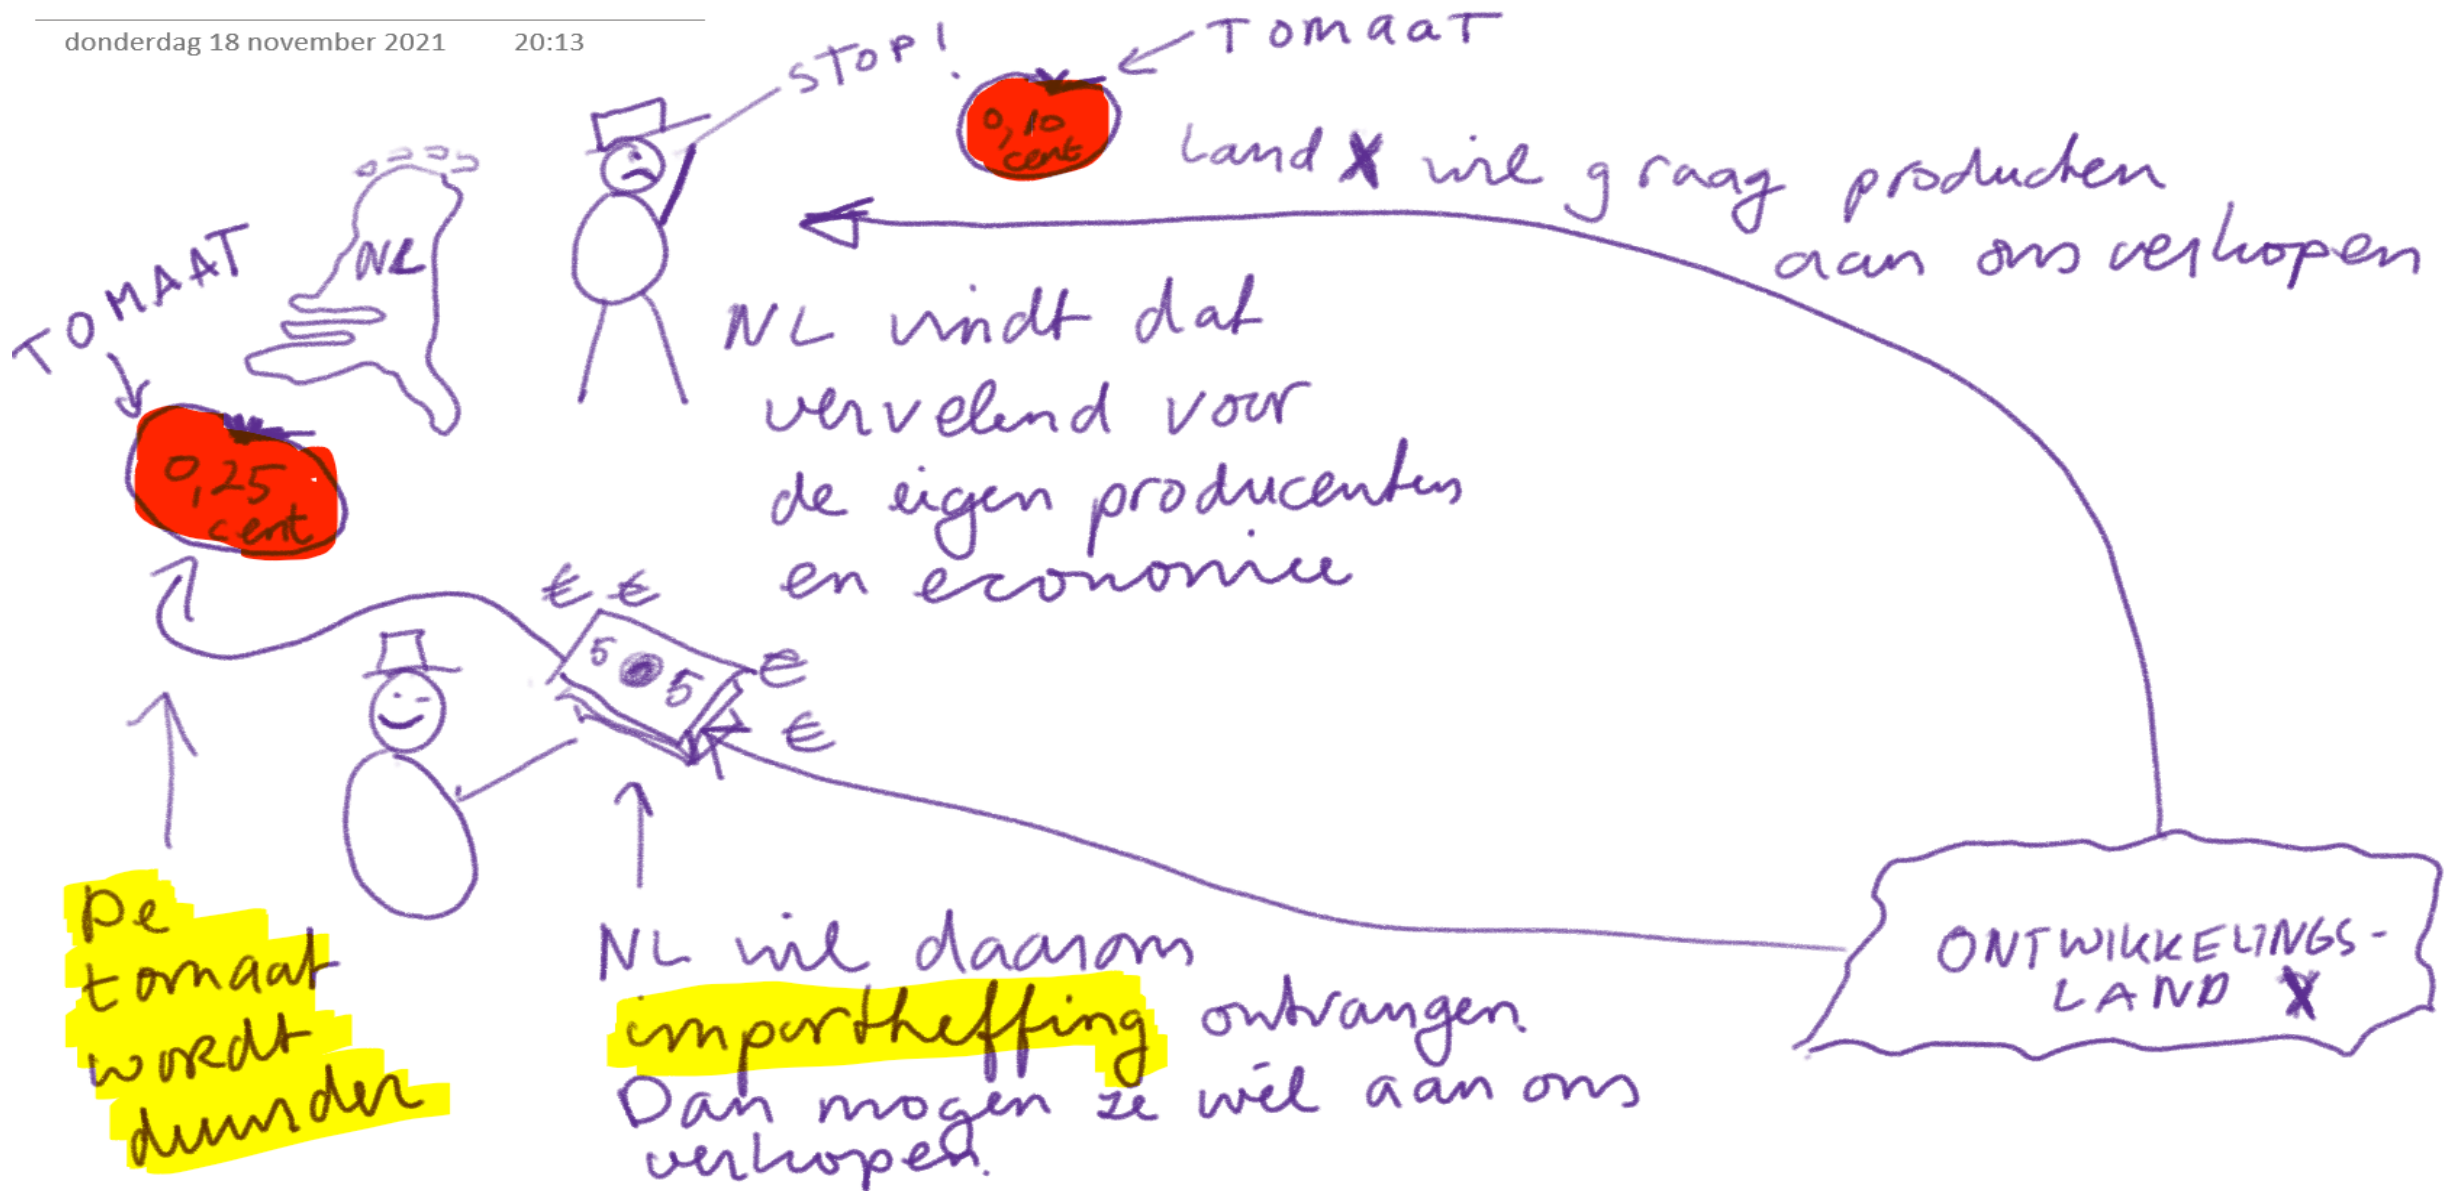 donderdag 18 november 2021 20:13
STOP!
TOMAAT
0,10
cent
Land X wil graag producten
aan ons verkopen
NL
TOMAAT
0,25
cent
NL vindt dat
vervelend voor
de eigen producenten
en economiee
€ €
5 5
€
€
De
tomaat
wordt
duurder
NL wil daarom
importheffing ontvangen.
Dan mogen ze wél aan ons
verkopen.
ONTWIKKELINGS-
LAND X